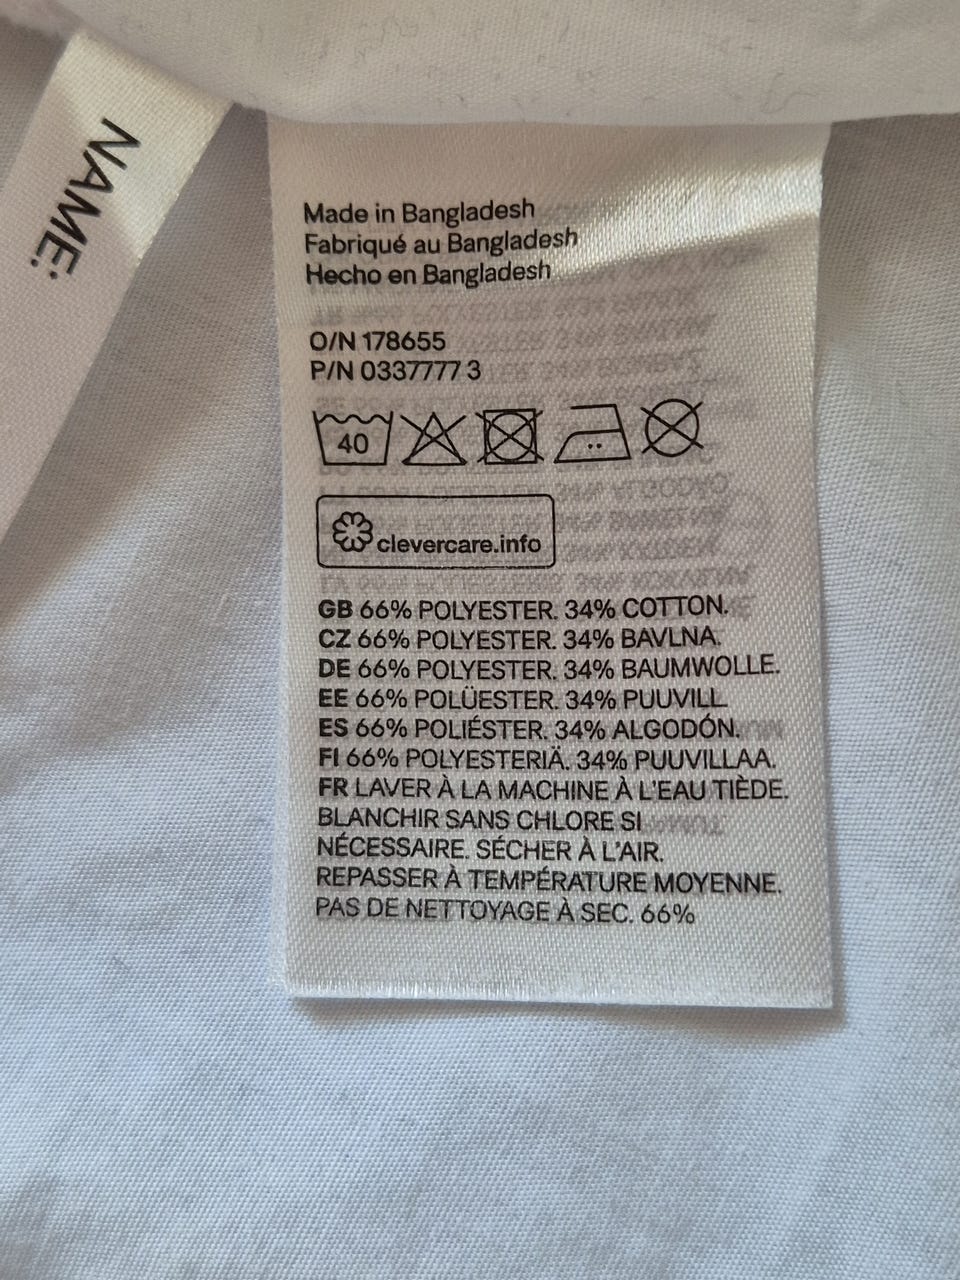 NAME:
Made in Bangladesh
Fabriqué au Bangladesh
Hecho en Bangladesh
O/N 178655
P/N 0337777 3
40
clevercare.info
GB 66% POLYESTER. 34% COTTON.
CZ 66% POLYESTER. 34% BAVLNA.
DE 66% POLYESTER. 34% BAUMWOLLE.
EE 66% POLÜESTER. 34% PUUVILL
ES 66% POLIÉSTER. 34% ALGODÓN.
FI 66% POLYESTERIÄ. 34% PUUVILLAA.
FR LAVER À LA MACHINE À L'EAU TIÈDE.
BLANCHIR SANS CHLORE SI
NÉCESSAIRE. SÉCHER À L'AIR.
REPASSER À TEMPÉRATURE MOYENNE.
PAS DE NETTOYAGE À SEC. 66%